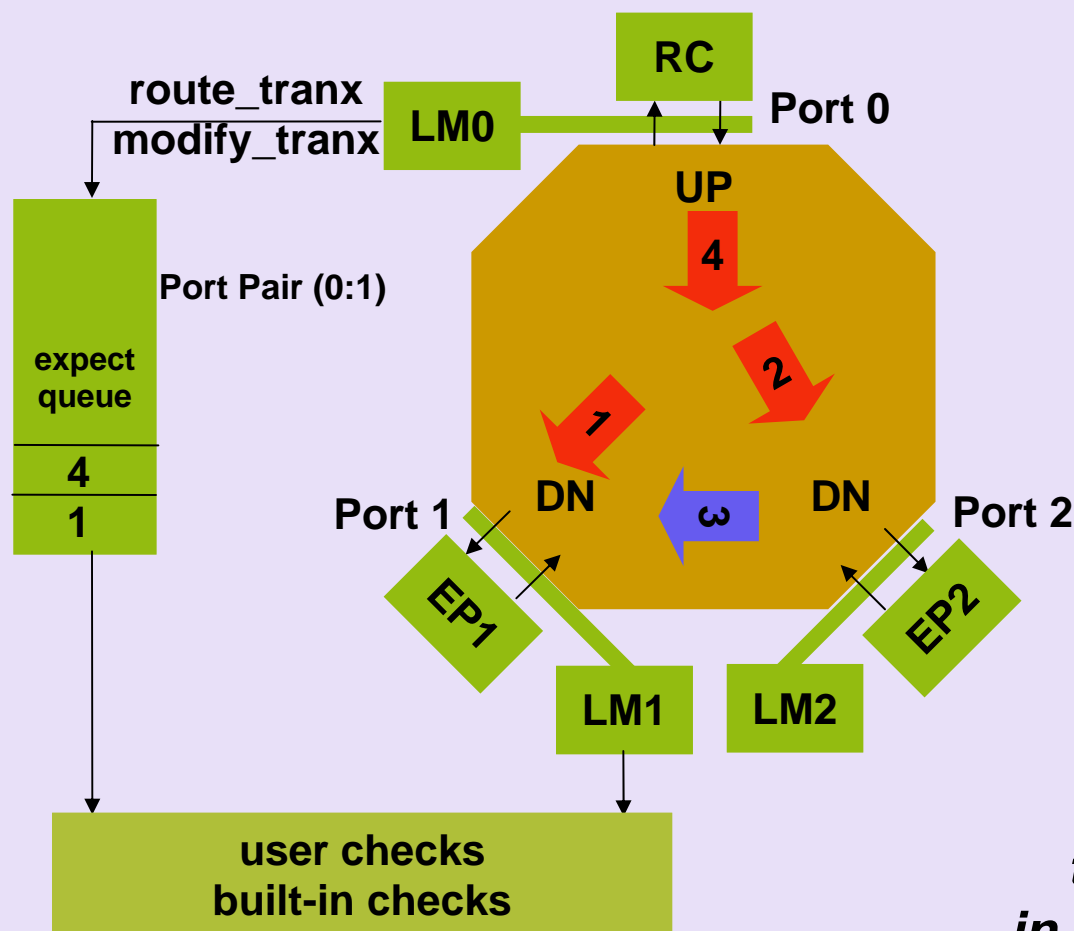 RC
route_tranx
modify_tranx
LM0
Port 0
UP
4
Port Pair (0:1)
2
expect
queue
1
4
1
DN
3
DN
Port 1
Port 2
EP1
EP2
LM1
LM2
user checks
built-in checks
in